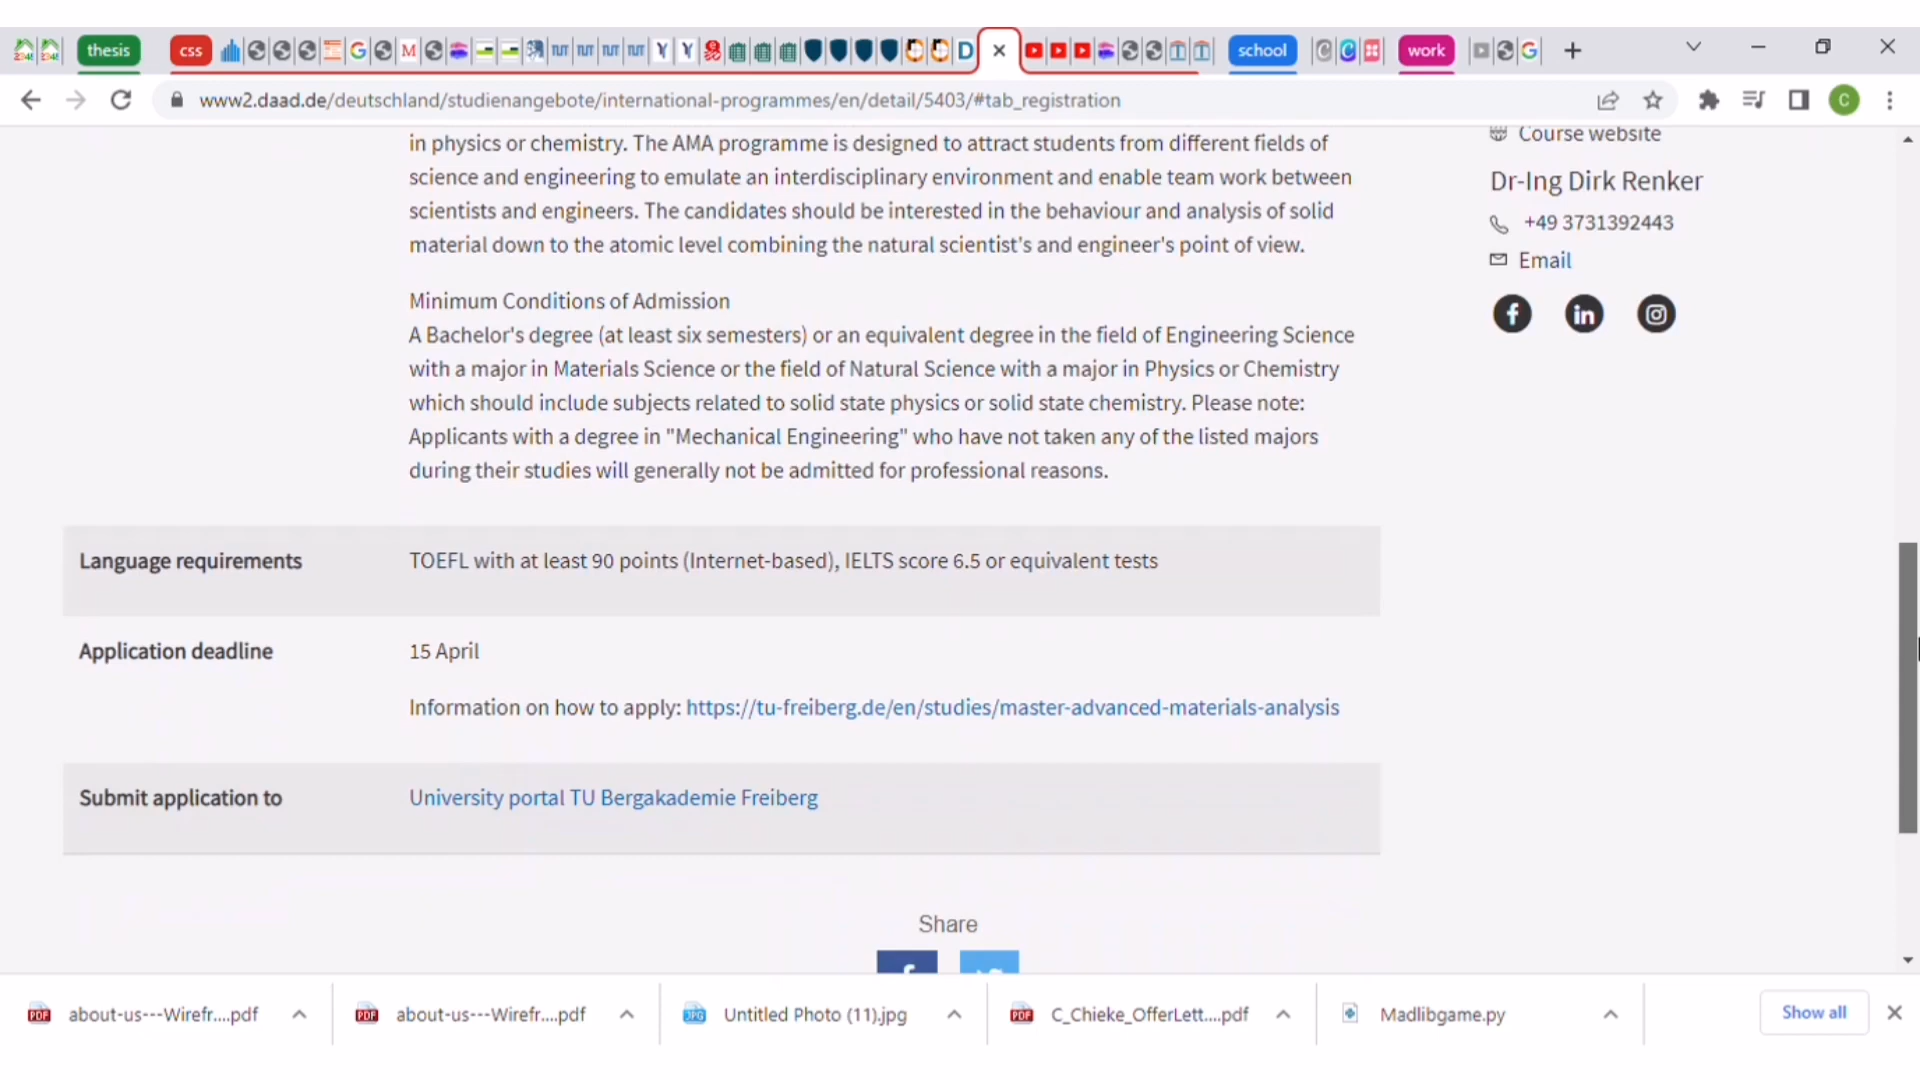 thesis
css
school
work
www2.daad.de/deutschland/studienangebote/international-programmes/en/detail/5403/#tab_registration
C
in physics or chemistry. The AMA programme is designed to attract students from different fields of
science and engineering to emulate an interdisciplinary environment and enable team work between
scientists and engineers. The candidates should be interested in the behaviour and analysis of solid
material down to the atomic level combining the natural scientist's and engineer's point of view.
Minimum Conditions of Admission
A Bachelor's degree (at least six semesters) or an equivalent degree in the field of Engineering Science
with a major in Materials Science or the field of Natural Science with a major in Physics or Chemistry
which should include subjects related to solid state physics or solid state chemistry. Please note:
Applicants with a degree in "Mechanical Engineering" who have not taken any of the listed majors
during their studies will generally not be admitted for professional reasons.
Course website
Dr-Ing Dirk Renker
+49 3731392443
Email
Language requirements
TOEFL with at least 90 points (Internet-based), IELTS score 6.5 or equivalent tests
Application deadline
15 April
Information on how to apply: https://tu-freiberg.de/en/studies/master-advanced-materials-analysis
Submit application to
University portal TU Bergakademie Freiberg
Share
about-us---Wirefr....pdf
about-us---Wirefr....pdf
Untitled Photo (11).jpg
C_Chieke_OfferLett....pdf
Madlibgame.py
Show all